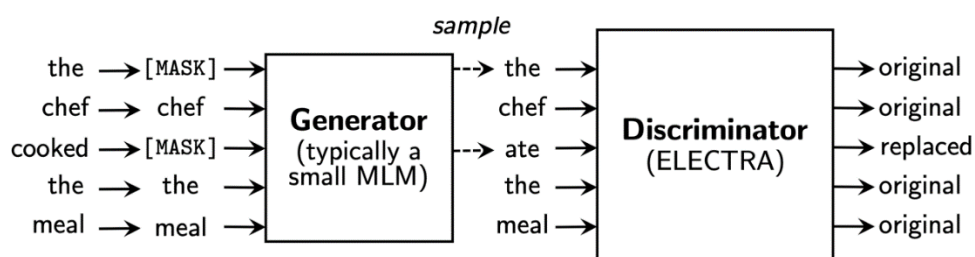 sample
the [MASK] the original
chef chef chef original
cooked [MASK] ate replaced
the the the original
meal meal meal original
Generator
(typically a
small MLM)
Discriminator
(ELECTRA)